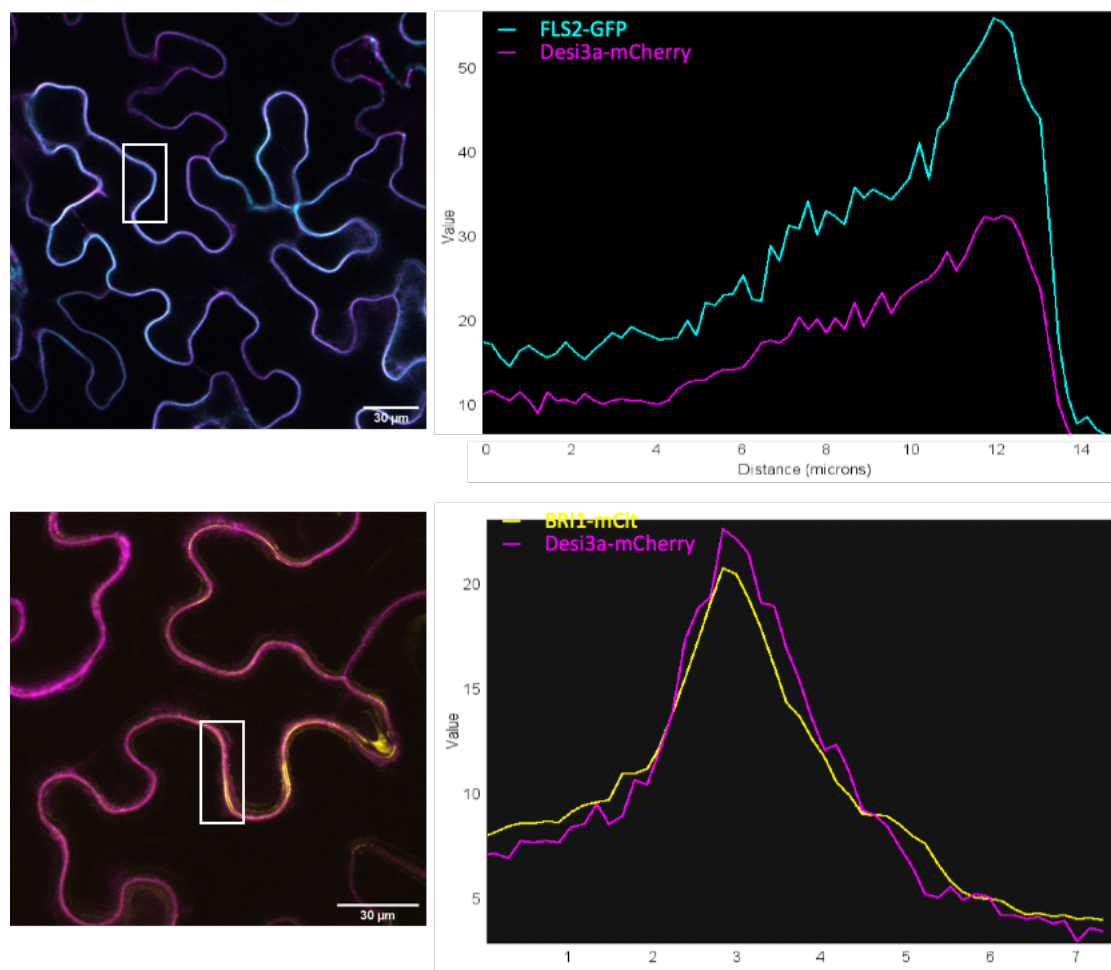 FLS2-GFP
Desi3a-mCherry
50
40
30
20
10
Value
0 2 4 6 8 10 12 14
Distance (microns)
30 µm
BRI1-mCit
Desi3a-mCherry
20
15
10
5
Value
1 2 3 4 5 6 7
30 µm